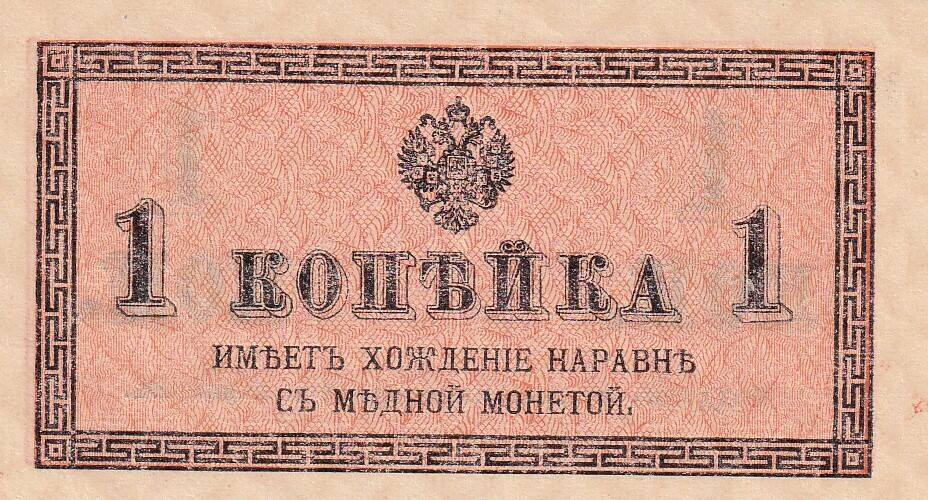 1 КОПѢЙКА 1
ИМѢЕТЪ ХОЖДЕНІЕ НАРАВНѢ
СЪ МѢДНОЙ МОНЕТОЙ.